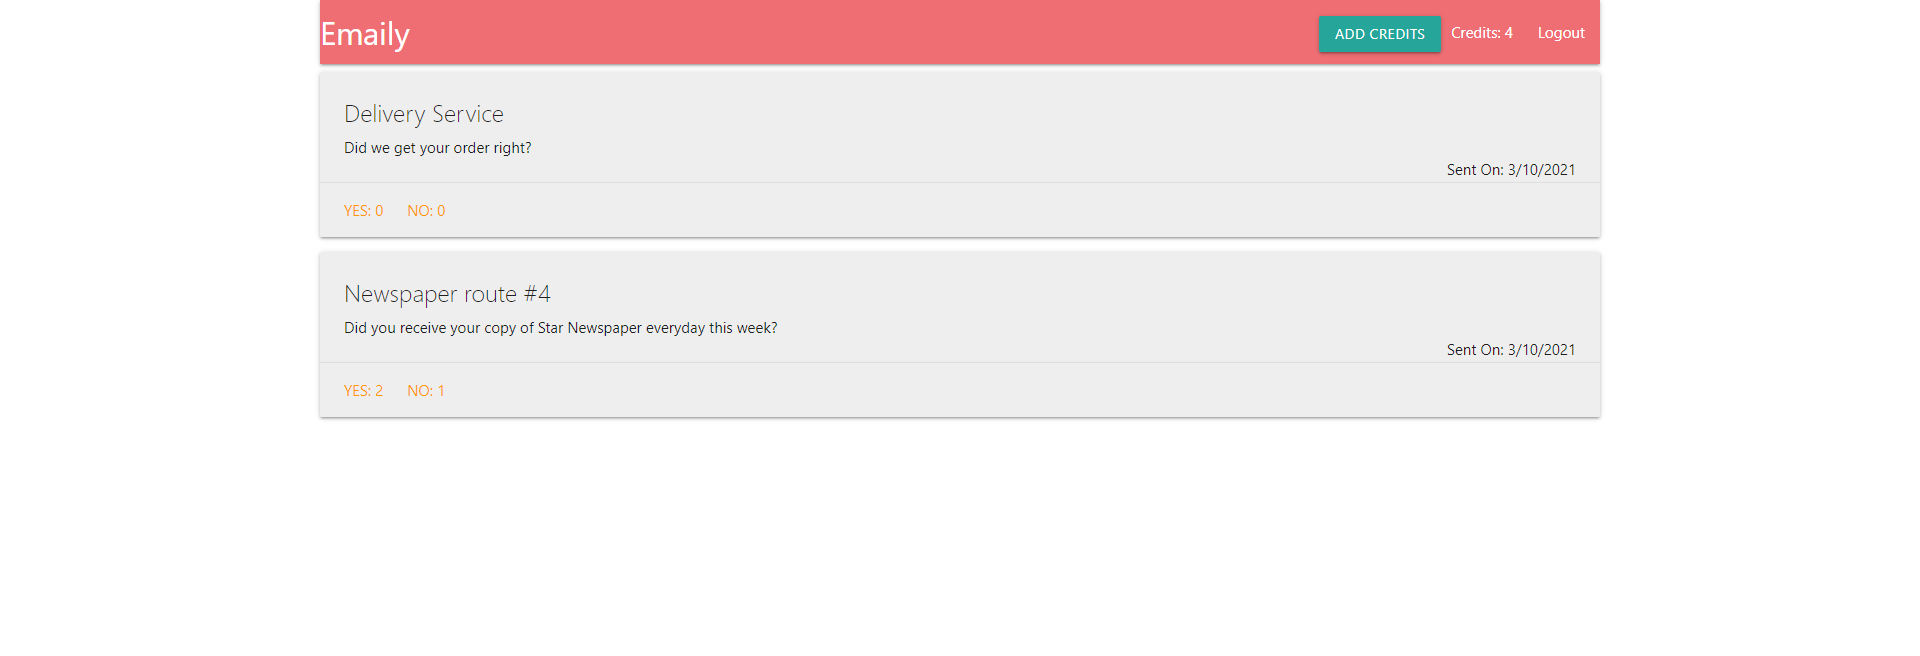 Emaily
ADD CREDITS Credits: 4 Logout
Delivery Service
Did we get your order right?
Sent On: 3/10/2021
YES: 0 NO: 0
Newspaper route #4
Did you receive your copy of Star Newspaper everyday this week?
Sent On: 3/10/2021
YES: 2 NO: 1